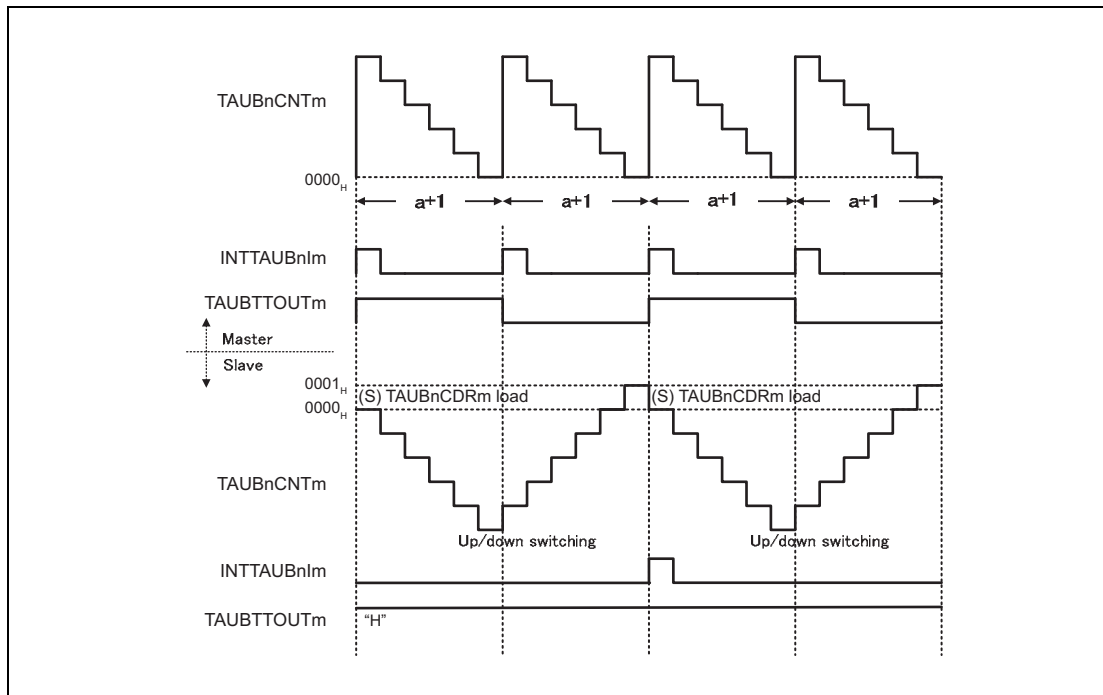 TAUBnCNTm
0000H
a+1 a+1 a+1 a+1
INTTAUBnIm
TAUBTTOUTm
Master
Slave
0001H
(S) TAUBnCDRm load (S) TAUBnCDRm load
0000H
TAUBnCNTm
Up/down switching Up/down switching
INTTAUBnIm
TAUBTTOUTm "H"